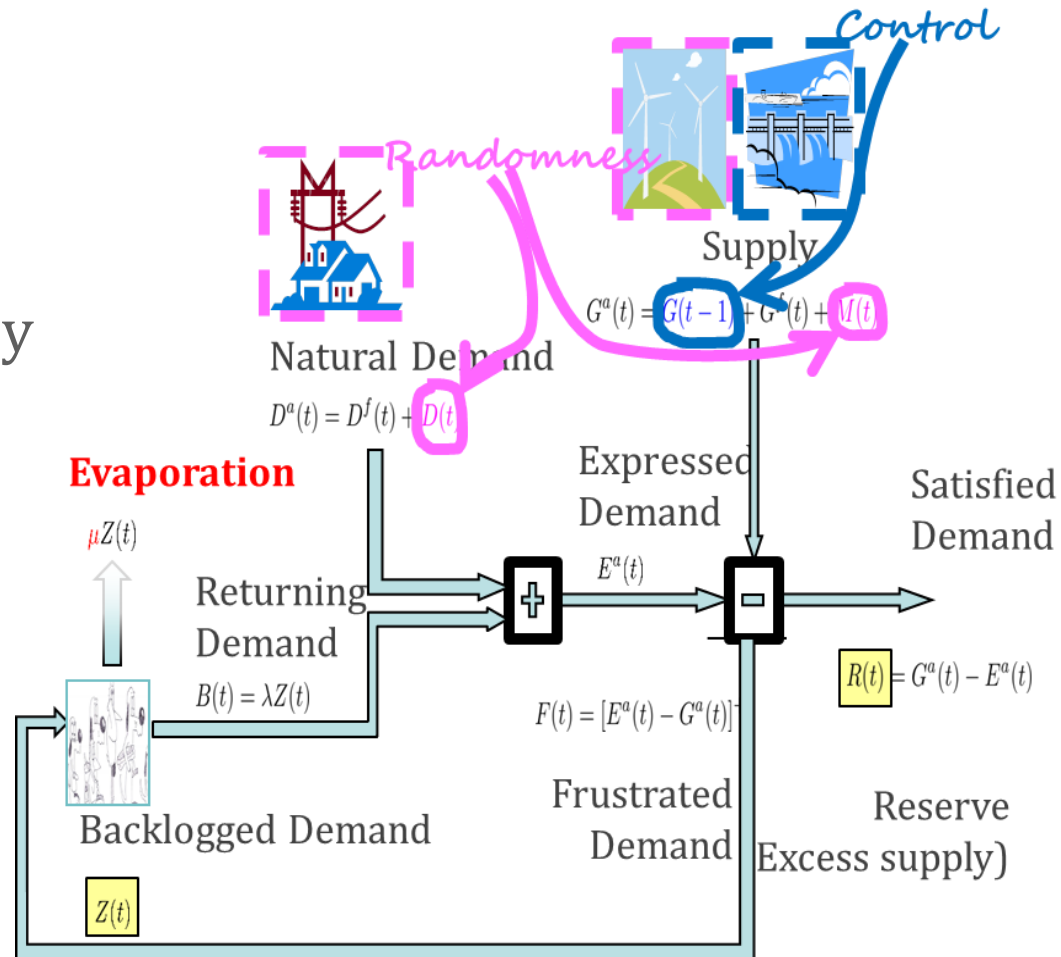 Control
Randomness
Supply
Gᵃ(t) = G(t − 1) + Gᶠ(t) + M(t)
y
Natural Demand
Dᵃ(t) = Dᶠ(t) + D(t)
Evaporation
μZ(t)
Expressed
Demand
Eᵃ(t)
Satisfied
Demand
Returning
Demand
B(t) = λZ(t)
+
-
R(t) = Gᵃ(t) − Eᵃ(t)
F(t) = [Eᵃ(t) − Gᵃ(t)]
Frustrated
Demand
Reserve
Excess supply)
Backlogged Demand
Z(t)